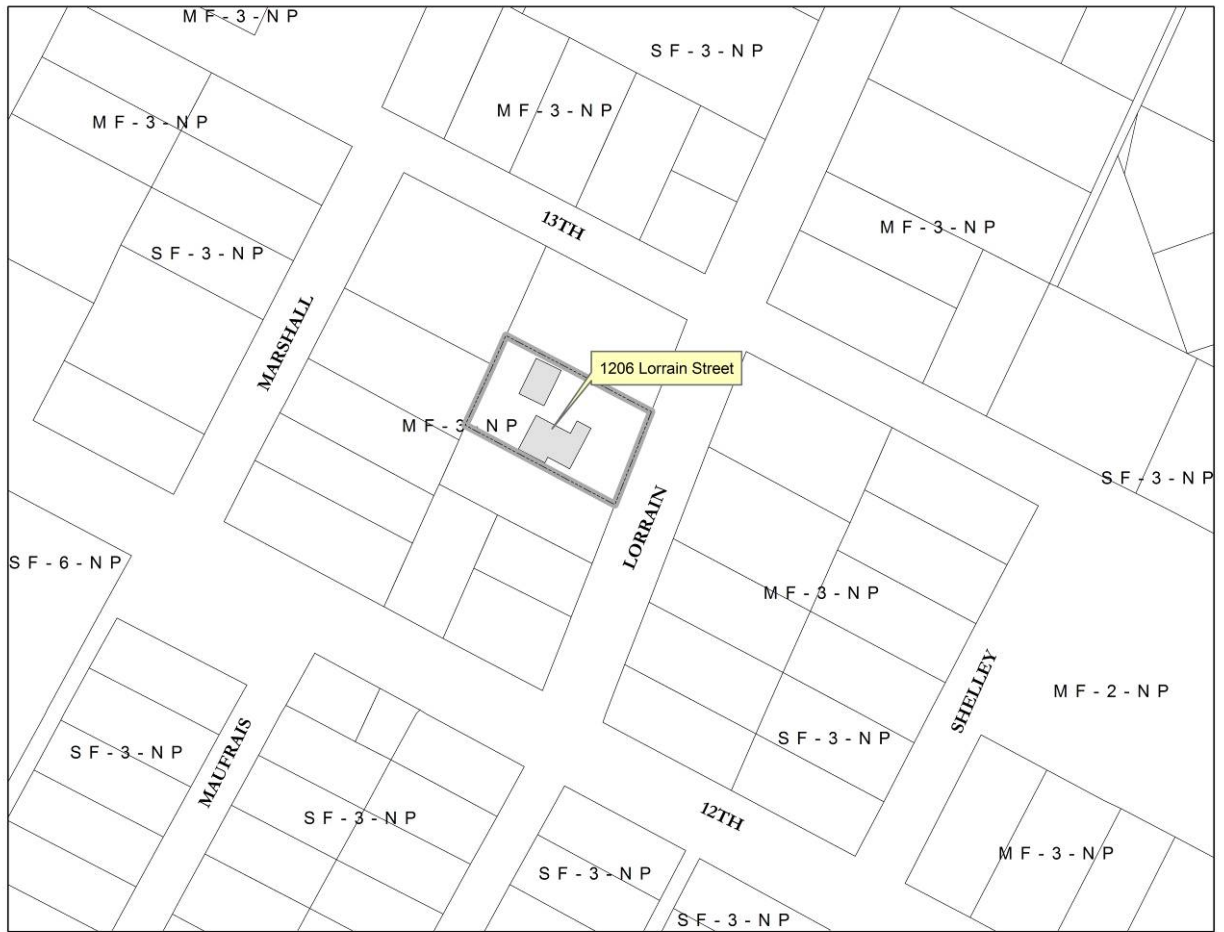 M F - 3 - N P
S F - 3 - N P
M F - 3 - N P
M F - 3 - N P
13TH
M F - 3 - N P
S F - 3 - N P
MARSHALL
1206 Lorrain Street
M F - 3 - N P
S F - 3 - N P
LORRAIN
S F - 6 - N P
M F - 3 - N P
SHELLEY
M F - 2 - N P
S F - 3 - N P
S F - 3 - N P
MAUFRAIS
S F - 3 - N P
12TH
M F - 3 - N P
S F - 3 - N P
S F - 3 - N P